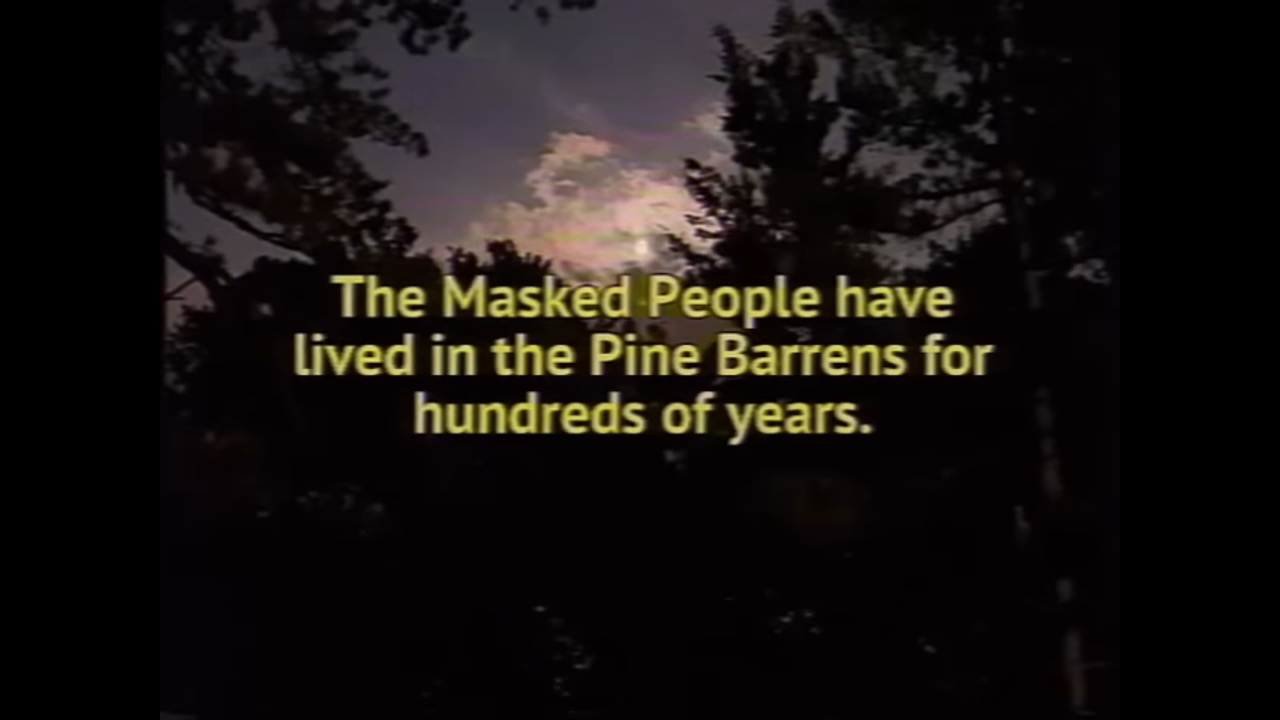 The Masked People have
lived in the Pine Barrens for
hundreds of years.